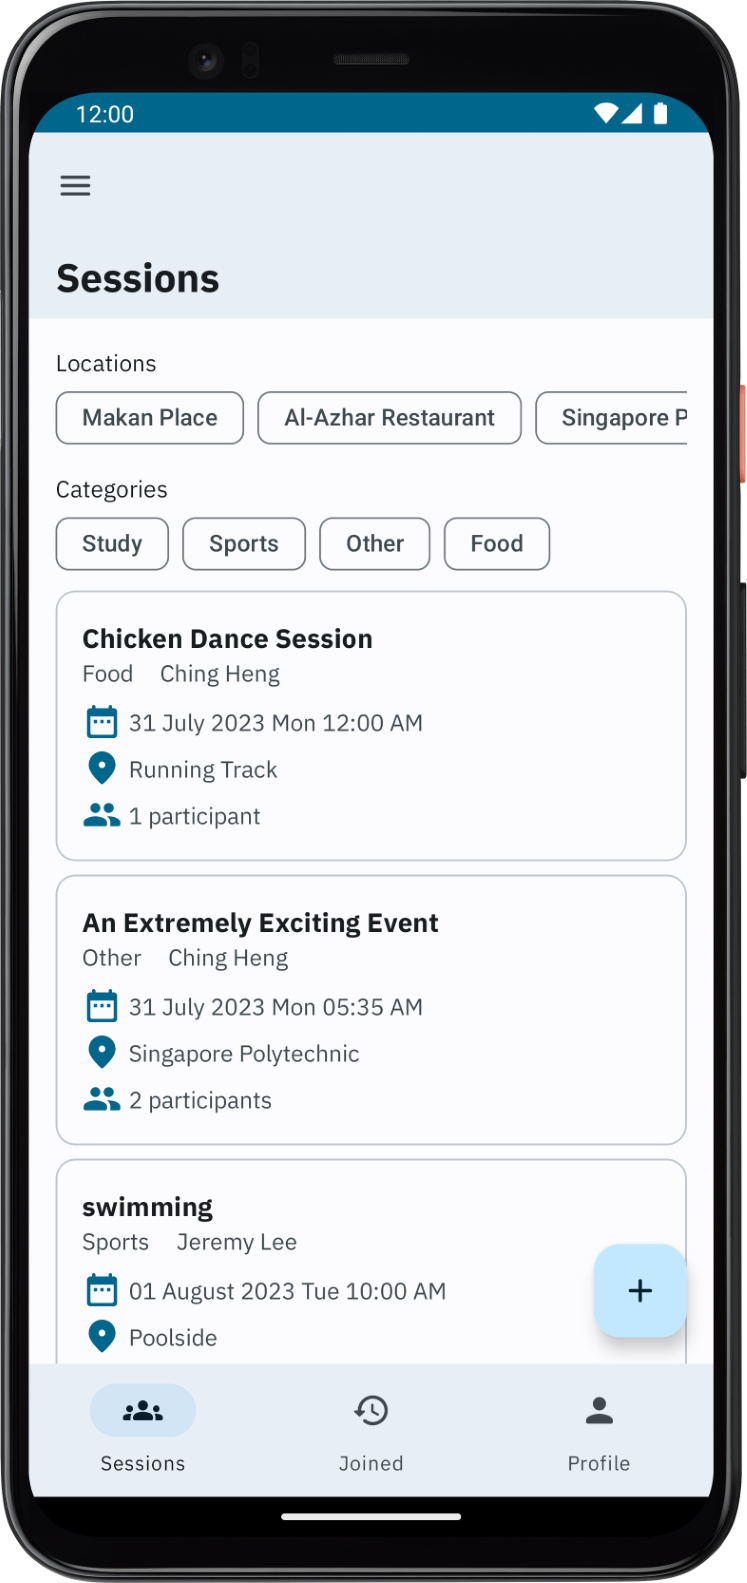 12:00
Sessions
Locations
Makan Place Al-Azhar Restaurant Singapore P
Categories
Study Sports Other Food
Chicken Dance Session
Food Ching Heng
31 July 2023 Mon 12:00 AM
Running Track
1 participant
An Extremely Exciting Event
Other Ching Heng
31 July 2023 Mon 05:35 AM
Singapore Polytechnic
2 participants
swimming
Sports Jeremy Lee
01 August 2023 Tue 10:00 AM
Poolside
Sessions Joined Profile